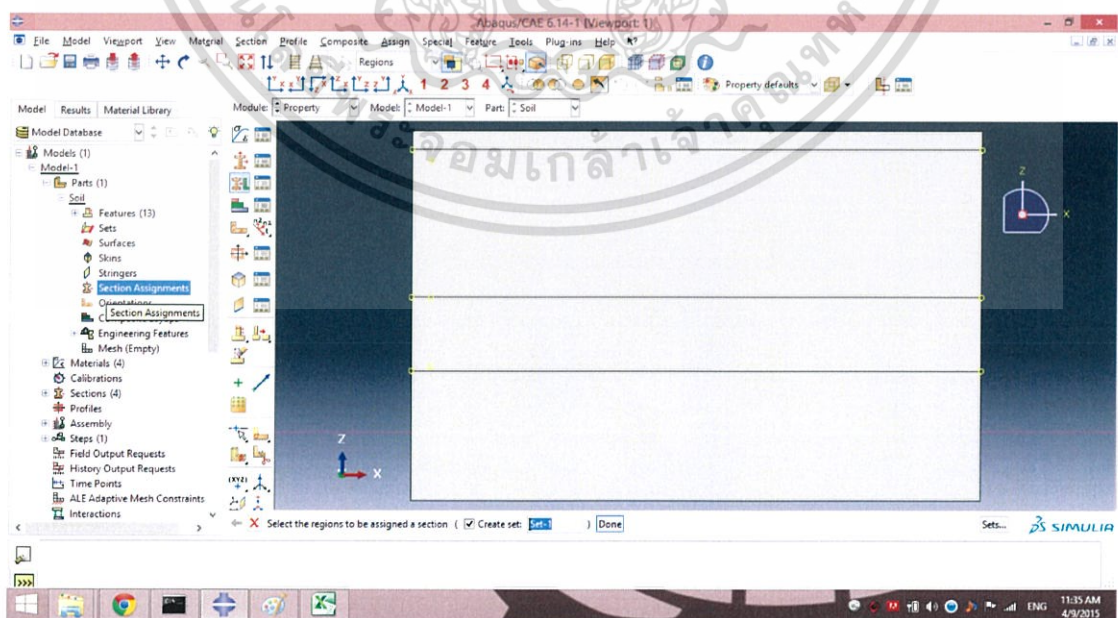 Abaqus/CAE 6.14-1 [Viewport: 1]
File Model Viewport View Material Section Profile Composite Assign Special Feature Tools Plug-ins Help
Regions
1 2 3 4
Property defaults
Model Results Material Library
Module: Property Model: Model-1 Part: Soil
Model Database
Models (1)
Model-1
Parts (1)
Soil
Features (13)
Sets
Surfaces
Skins
Stringers
Section Assignments
Orientations
Section Assignments
Engineering Features
Mesh (Empty)
Materials (4)
Calibrations
Sections (4)
Profiles
Assembly
Steps (1)
Field Output Requests
History Output Requests
Time Points
ALE Adaptive Mesh Constraints
Interactions
Z
X
Z
X
Select the regions to be assigned a section ( Create set: Set-1 ) Done
Sets...
SIMULIA
ENG
11:35 AM
4/9/2015